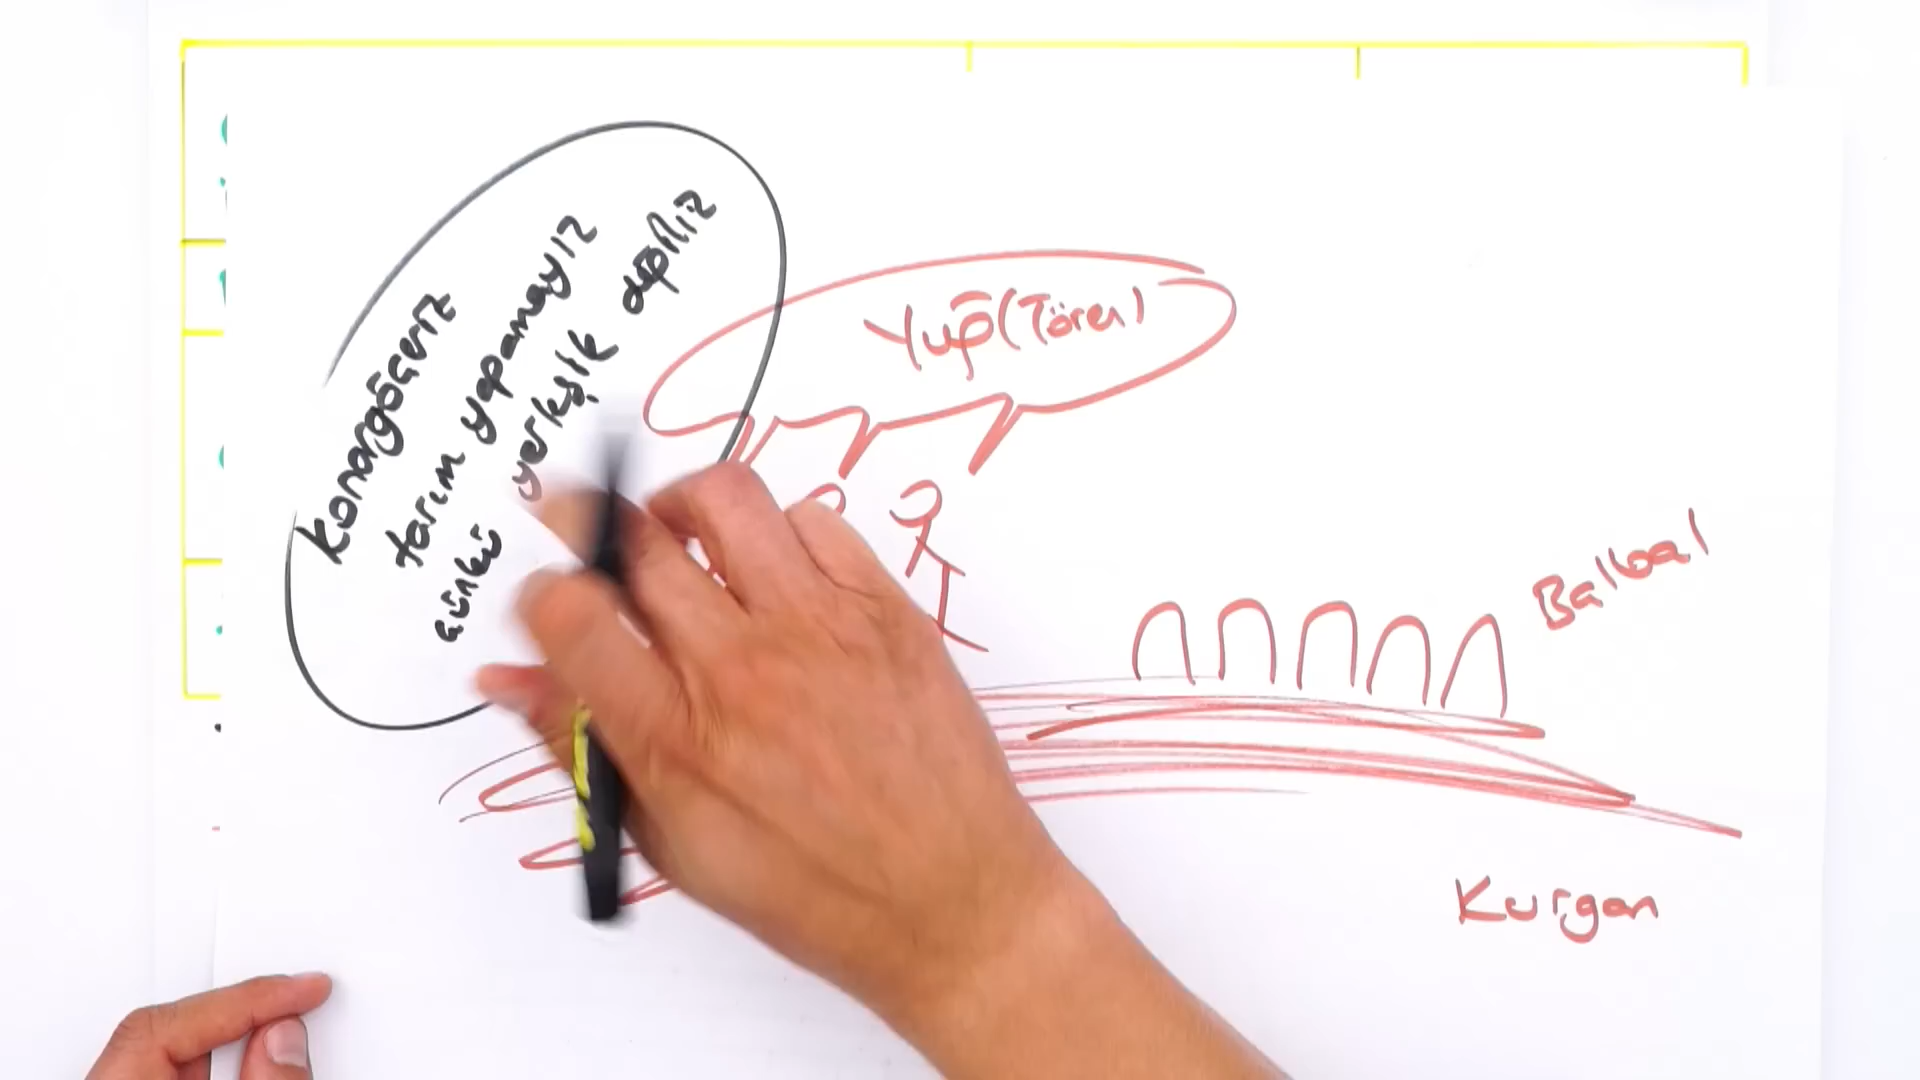 konargöçeriz
tarım yapamayız
çünkü yerleşik değiliz
Yuğ (Tören)
Balbal
Kurgan